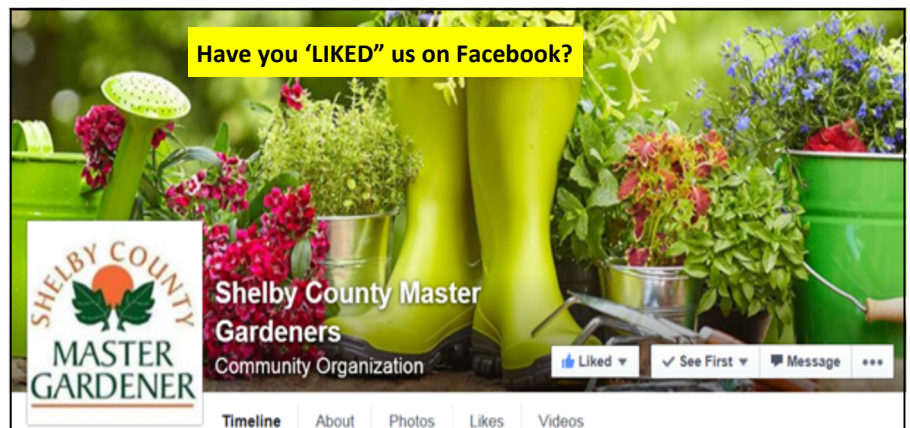 Have you ‘LIKED” us on Facebook?
SHELBY COUNTY
MASTER
GARDENER
Shelby County Master
Gardeners
Community Organization
Liked
See First
Message
Timeline About Photos Likes Videos